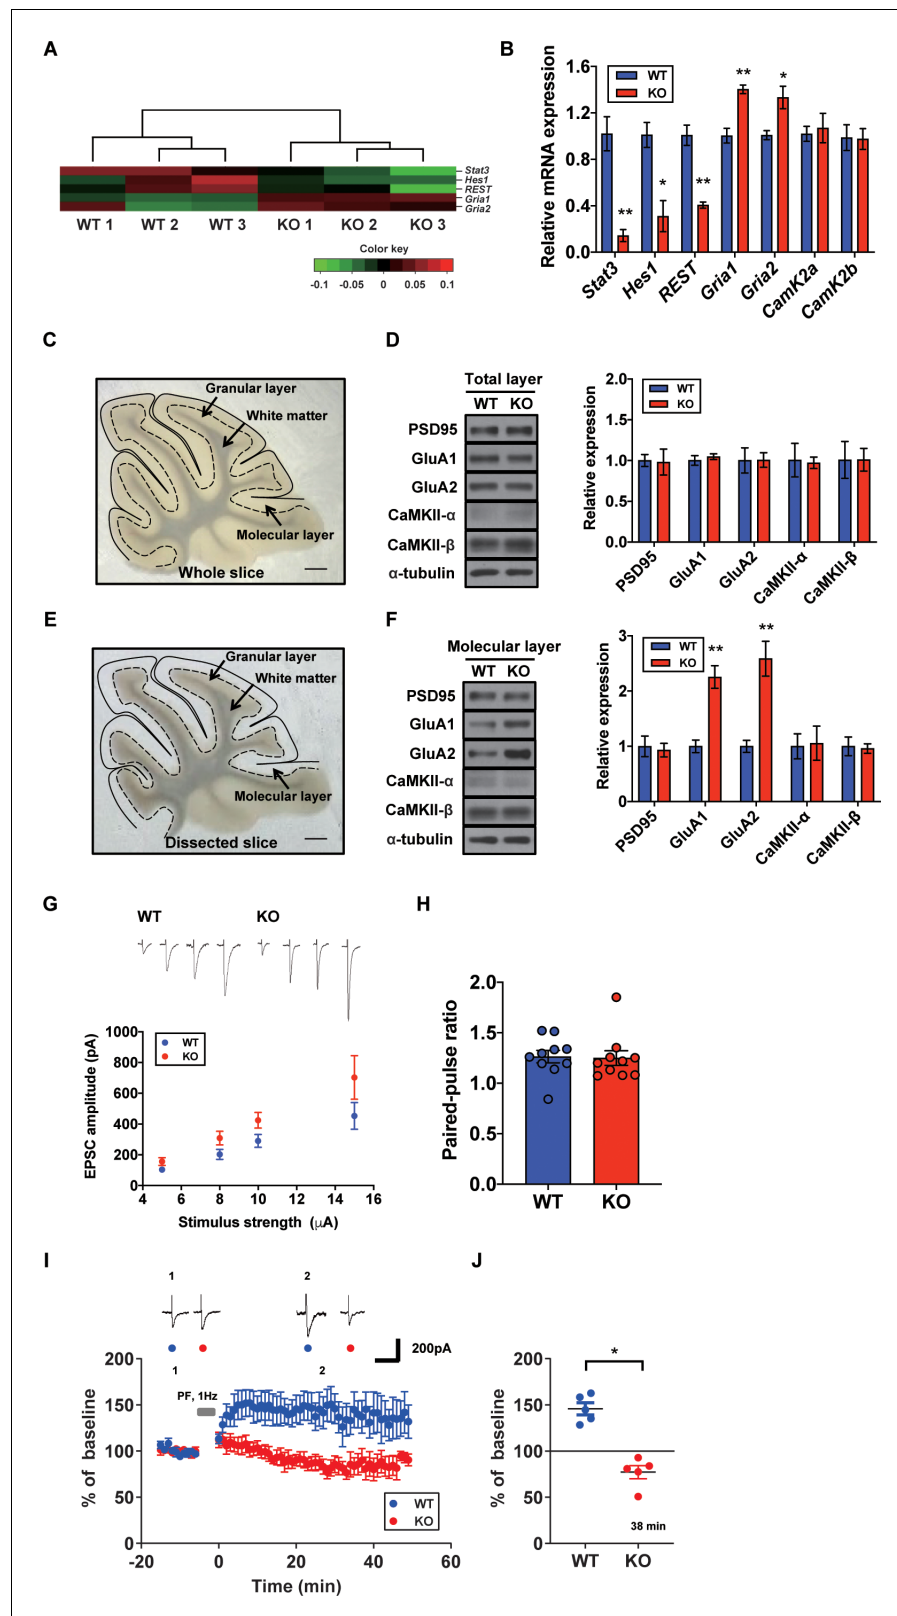 A
WT 1 WT 2 WT 3 KO 1 KO 2 KO 3
Stat3
Hes1
REST
Gria1
Gria2
Color key
-0.1 -0.05 0 0.05 0.1
B
Relative mRNA expression
1.6
1.2
0.8
0.4
0.0
WT
KO
** * ** ** *
Stat3 Hes1 REST Gria1 Gria2 CamK2a CamK2b
C
Granular layer
White matter
Molecular layer
Whole slice
D
Total layer
WT KO
PSD95
GluA1
GluA2
CaMKII-α
CaMKII-β
α-tubulin
Relative expression
2.0
1.5
1.0
0.5
0.0
WT
KO
PSD95 GluA1 GluA2 CaMKII-α CaMKII-β
E
Granular layer
White matter
Molecular layer
Dissected slice
F
Molecular layer
WT KO
PSD95
GluA1
GluA2
CaMKII-α
CaMKII-β
α-tubulin
Relative expression
3
2
1
0
WT
KO
** **
PSD95 GluA1 GluA2 CaMKII-α CaMKII-β
G
WT KO
EPSC amplitude (pA)
1000
800
600
400
200
0
WT
KO
4 6 8 10 12 14 16
Stimulus strength (μA)
H
Paired-pulse ratio
2.0
1.5
1.0
0.5
0.0
WT KO
I
1 2
200pA
% of baseline
200
150
100
50
0
1 2
PF, 1Hz
WT
KO
-20 0 20 40 60
Time (min)
J
% of baseline
200
150
100
50
0
*
38 min
WT KO